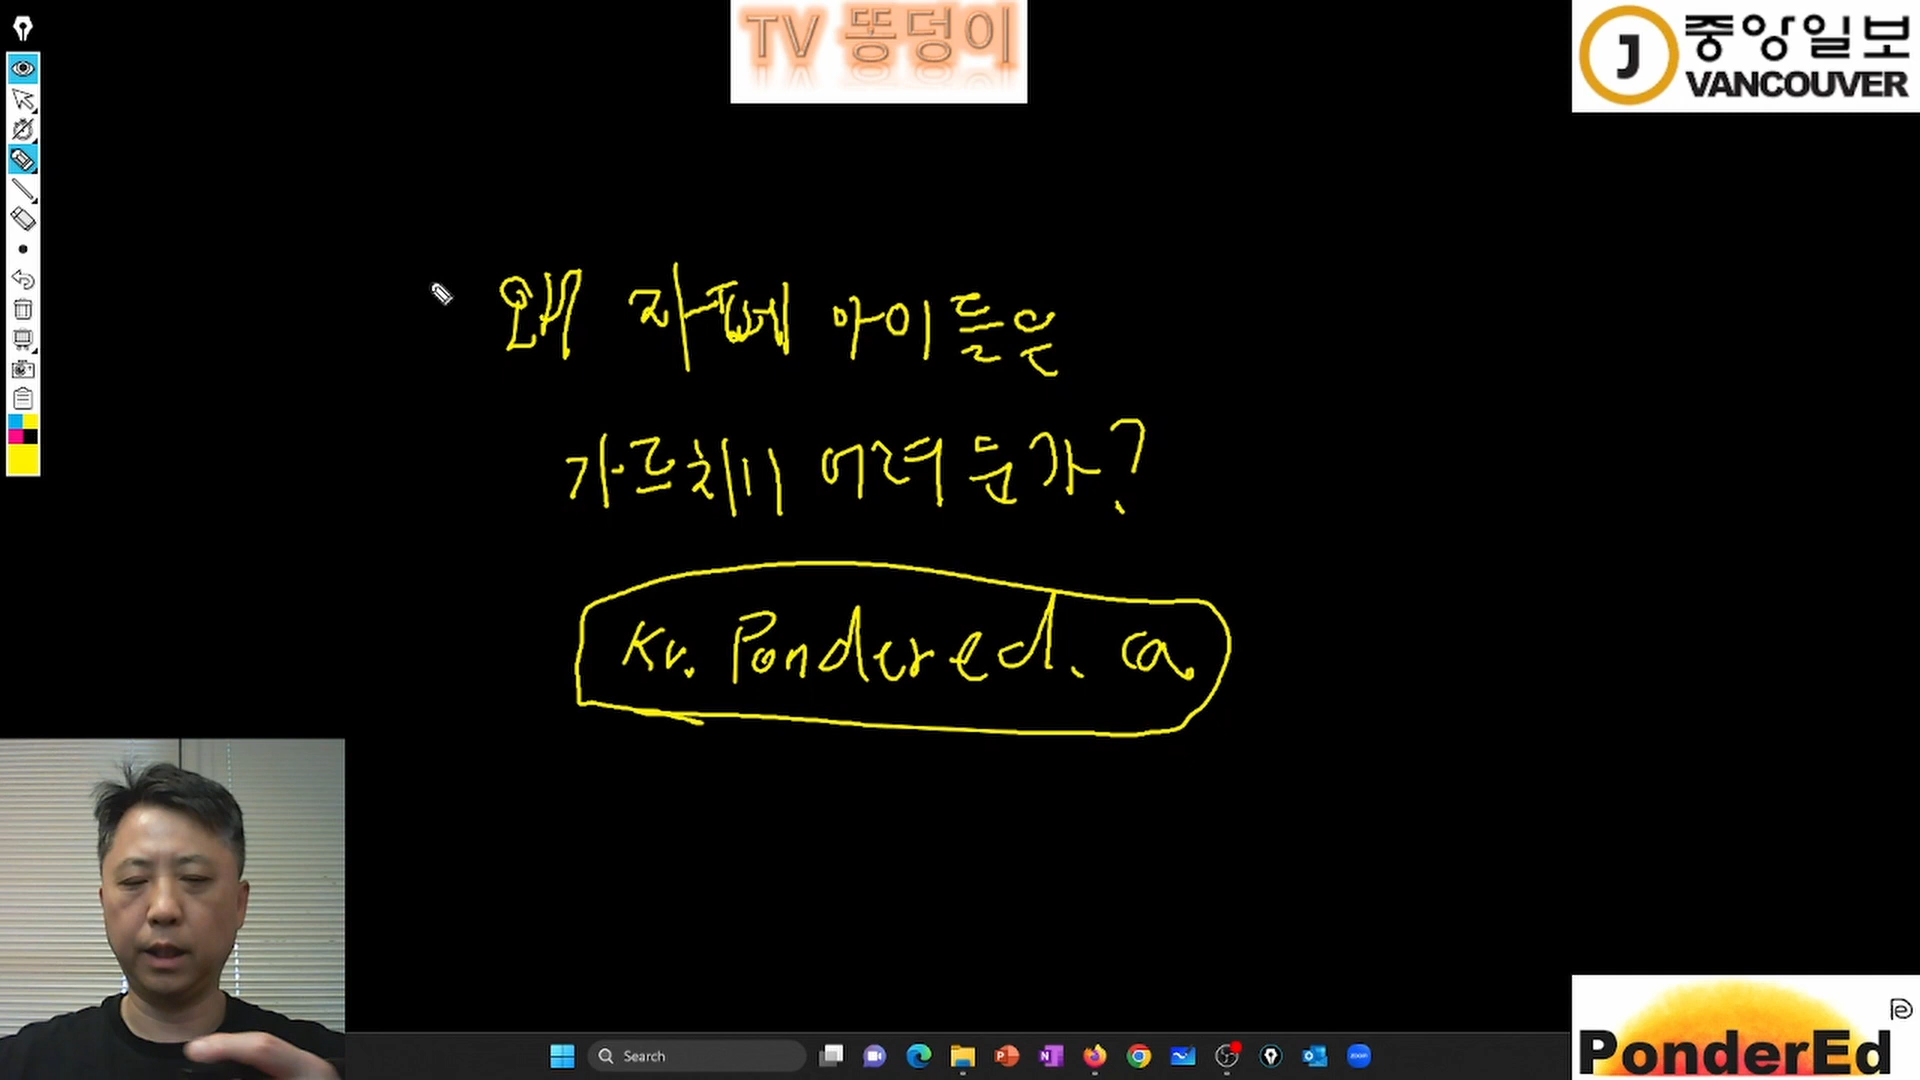 TV 똥덩이
J 중앙일보
VANCOUVER
왜 자폐 아이들은
가르치기 어려운가?
Kr. Pondered. ca.
Search
PonderEd